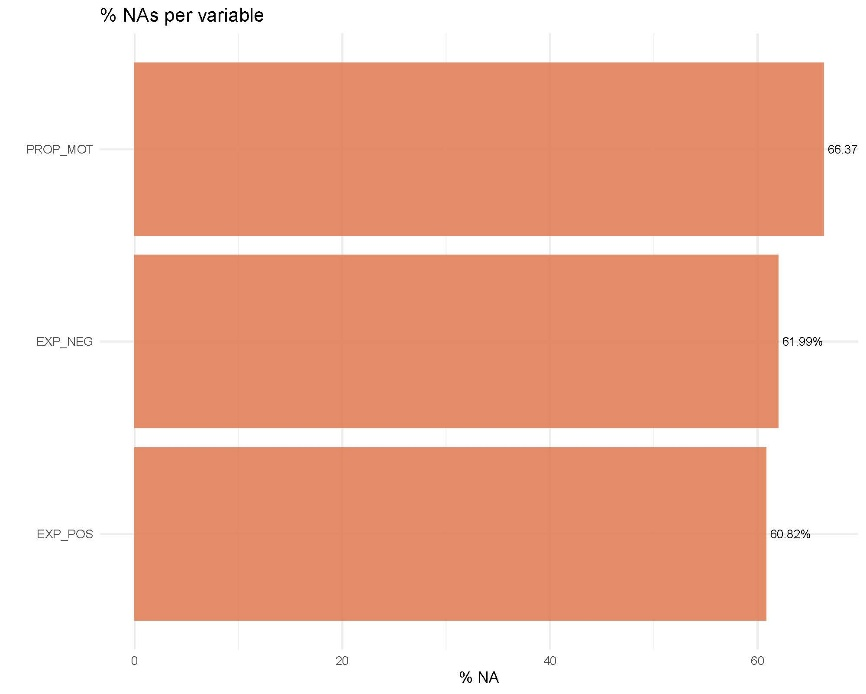 % NAs per variable
PROP_MOT
66.37
EXP_NEG
61.99%
EXP_POS
60.82%
0 20 40 60
% NA